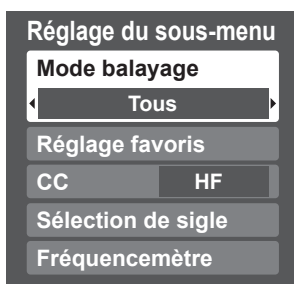 Réglage du sous-menu
Mode balayage
Tous
Réglage favoris
CC HF
Sélection de sigle
Fréquencemètre